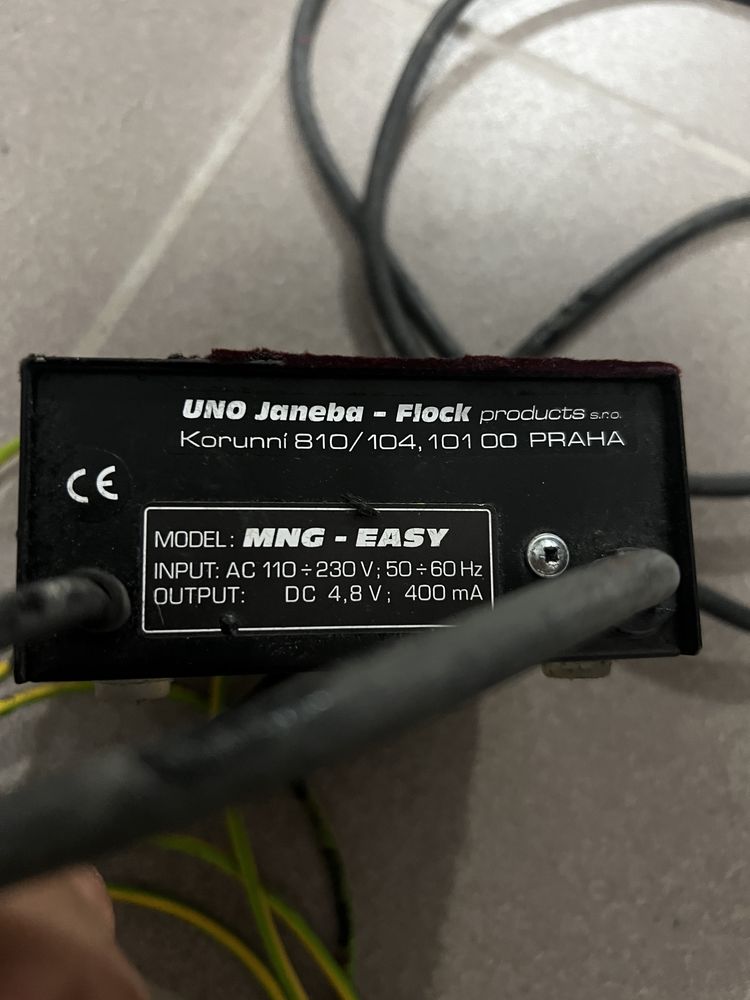 UNO Janeba - Flock products s.r.o.
Korunní 810/104, 101 00 PRAHA
CE
MODEL: MNG - EASY
INPUT: AC 110÷230 V; 50÷60 Hz
OUTPUT: DC 4,8 V; 400 mA